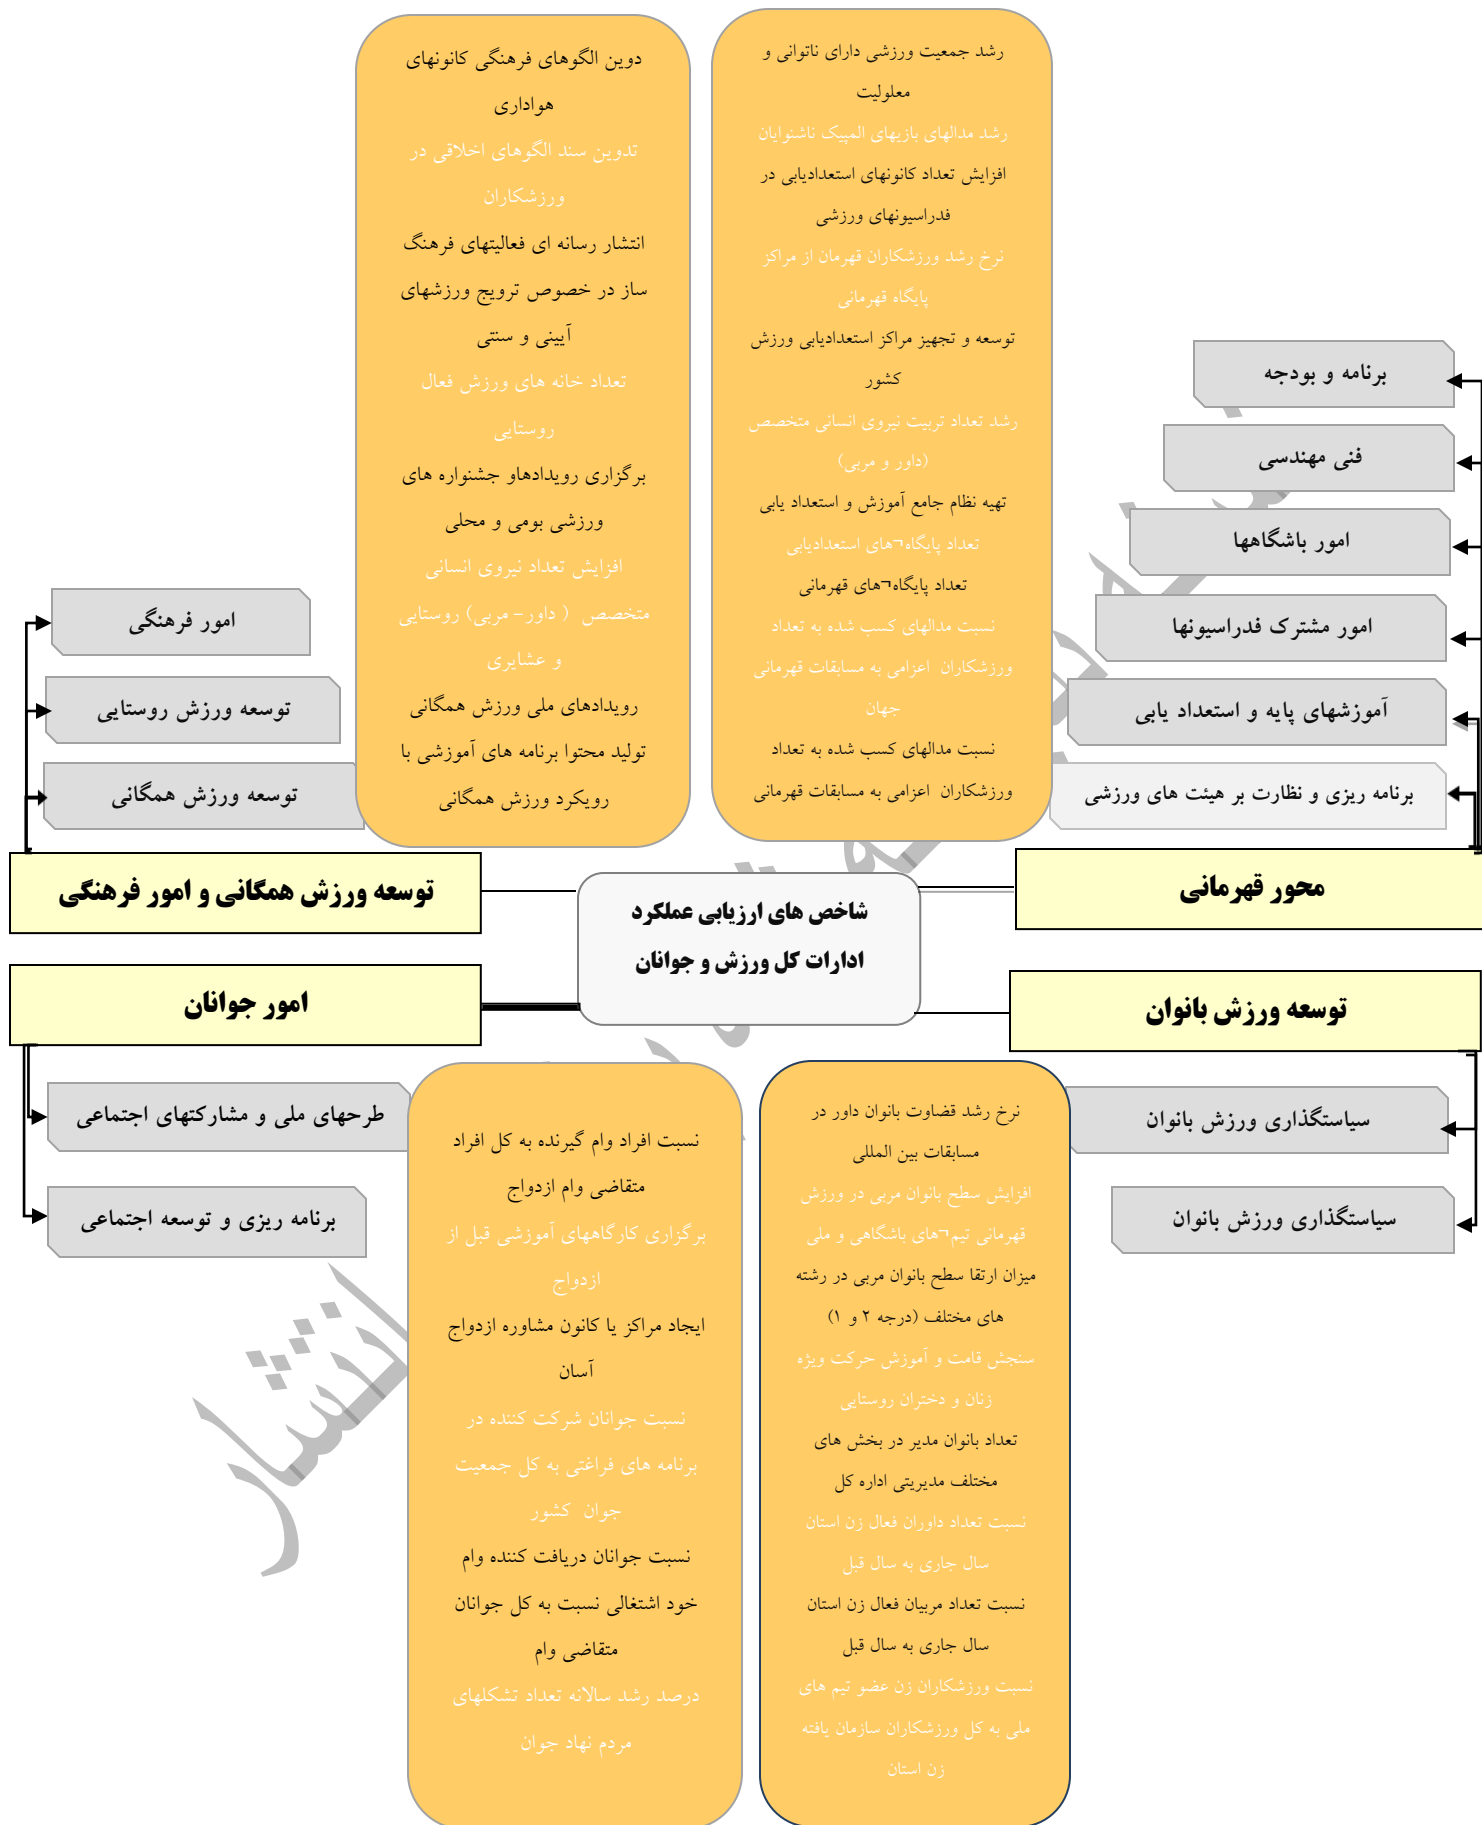 رشد جمعیت ورزشی دارای ناتوانی و
معلولیت
رشد مدالهای بازیهای المپیک ناشنوایان
افزایش تعداد کانونهای استعدادیابی در
فدراسیونهای ورزشی
نرخ رشد ورزشکاران قهرمان از مراکز
پایگاه قهرمانی
توسعه و تجهیز مراکز استعدادیابی ورزش
کشور
رشد تعداد تربیت نیروی انسانی متخصص
(داور و مربی)
تهیه نظام جامع آموزش و استعداد یابی
تعداد پایگاه¬های استعدادیابی
تعداد پایگاه¬های قهرمانی
نسبت مدالهای کسب شده به تعداد
ورزشکاران اعزامی به مسابقات قهرمانی
جهان
نسبت مدالهای کسب شده به تعداد
ورزشکاران اعزامی به مسابقات قهرمانی
دوین الگوهای فرهنگی کانونهای
هواداری
تدوین سند الگوهای اخلاقی در
ورزشکاران
انتشار رسانه ای فعالیتهای فرهنگ
ساز در خصوص ترویج ورزشهای
آیینی و سنتی
تعداد خانه های ورزش فعال
روستایی
برگزاری رویدادهاو جشنواره های
ورزشی بومی و محلی
افزایش تعداد نیروی انسانی
متخصص ( داور- مربی) روستایی
و عشایری
رویدادهای ملی ورزش همگانی
تولید محتوا برنامه های آموزشی با
رویکرد ورزش همگانی
برنامه و بودجه
فنی مهندسی
امور باشگاهها
امور مشترک فدراسیونها
آموزشهای پایه و استعداد یابی
برنامه ریزی و نظارت بر هیئت های ورزشی
امور فرهنگی
توسعه ورزش روستایی
توسعه ورزش همگانی
محور قهرمانی
شاخص های ارزیابی عملکرد
ادارات کل ورزش و جوانان
توسعه ورزش همگانی و امور فرهنگی
توسعه ورزش بانوان
امور جوانان
سیاستگذاری ورزش بانوان
سیاستگذاری ورزش بانوان
نرخ رشد قضاوت بانوان داور در
مسابقات بین المللی
افزایش سطح بانوان مربی در ورزش
قهرمانی تیم¬های باشگاهی و ملی
میزان ارتقا سطح بانوان مربی در رشته
های مختلف (درجه ۲ و ۱)
سنجش قامت و آموزش حرکت ویژه
زنان و دختران روستایی
تعداد بانوان مدیر در بخش های
مختلف مدیریتی اداره کل
نسبت تعداد داوران فعال زن استان
سال جاری به سال قبل
نسبت تعداد مربیان فعال زن استان
سال جاری به سال قبل
نسبت ورزشکاران زن عضو تیم های
ملی به کل ورزشکاران سازمان یافته
زن استان
نسبت افراد وام گیرنده به کل افراد
متقاضی وام ازدواج
برگزاری کارگاههای آموزشی قبل از
ازدواج
ایجاد مراکز یا کانون مشاوره ازدواج
آسان
نسبت جوانان شرکت کننده در
برنامه های فراغتی به کل جمعیت
جوان کشور
نسبت جوانان دریافت کننده وام
خود اشتغالی نسبت به کل جوانان
متقاضی وام
درصد رشد سالانه تعداد تشکلهای
مردم نهاد جوان
طرحهای ملی و مشارکتهای اجتماعی
برنامه ریزی و توسعه اجتماعی
انتشار